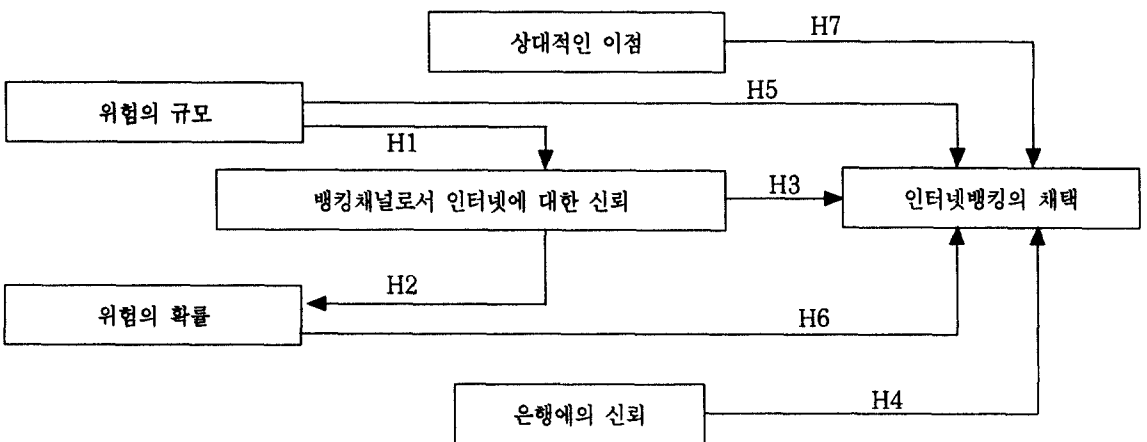 상대적인 이점
H7
위험의 규모
H5
H1
뱅킹채널로서 인터넷에 대한 신뢰
H3
인터넷뱅킹의 채택
H2
위험의 확률
H6
은행에의 신뢰
H4